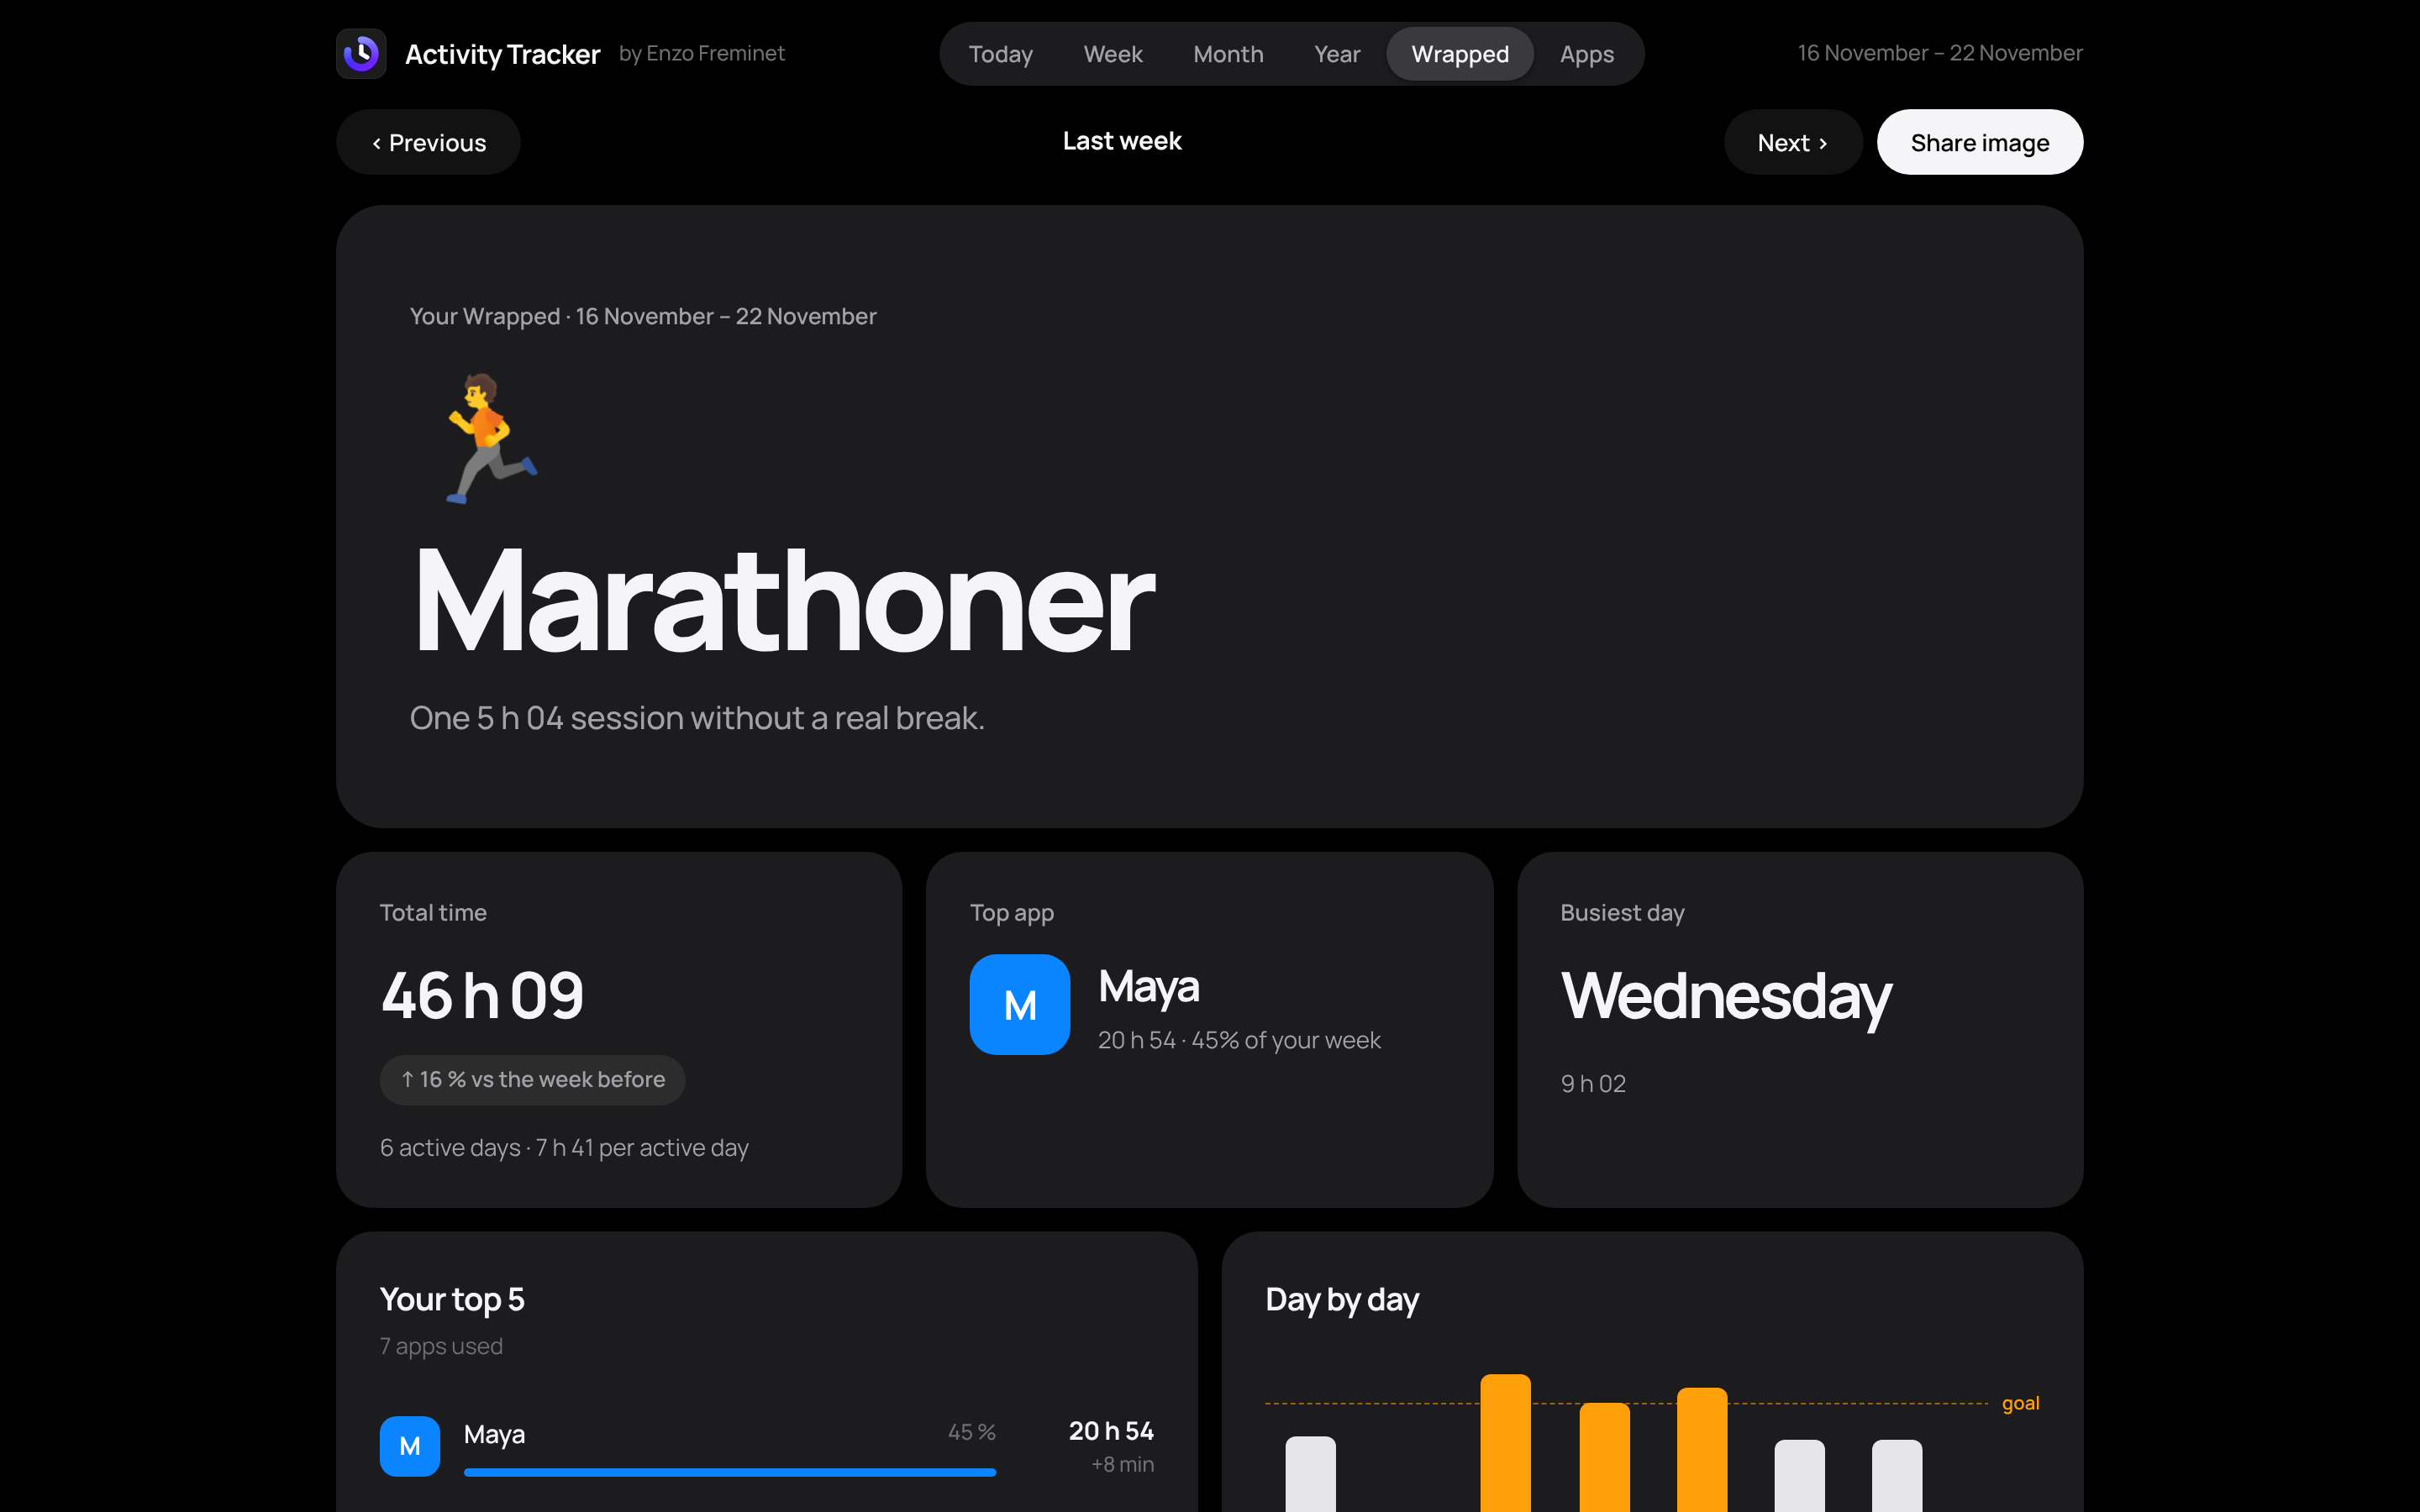 Activity Tracker by Enzo Freminet
Today Week Month Year Wrapped Apps
16 November – 22 November
‹ Previous
Last week
Next ›
Share image
Your Wrapped · 16 November – 22 November
Marathoner
One 5 h 04 session without a real break.
Total time
46 h 09
↑ 16 % vs the week before
6 active days · 7 h 41 per active day
Top app
M
Maya
20 h 54 · 45% of your week
Busiest day
Wednesday
9 h 02
Your top 5
7 apps used
M
Maya
45 %
20 h 54
+8 min
Day by day
goal